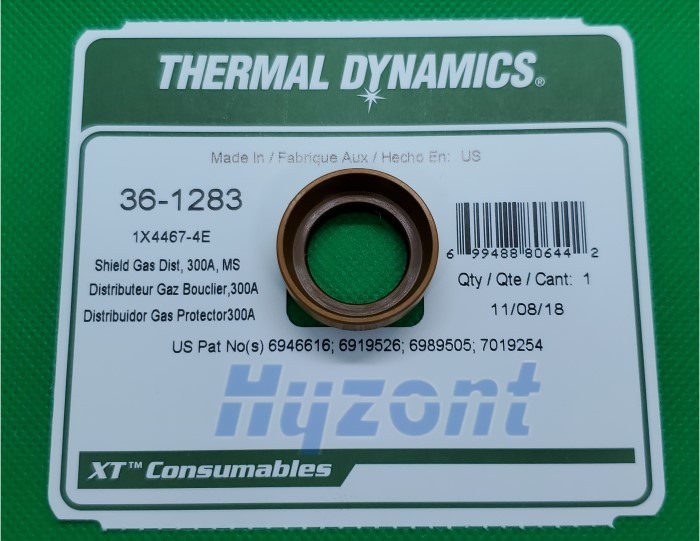 THERMAL DYNAMICS®
Made In / Fabrique Aux / Hecho En: US
36-1283
1X4467-4E
Shield Gas Dist, 300A, MS
Distributeur Gaz Bouclier,300A
Distribuidor Gas Protector300A
6 99488 80644 2
Qty / Qte / Cant: 1
11/08/18
US Pat No(s) 6946616; 6919526; 6989505; 7019254
Hyzont
XT™ Consumables